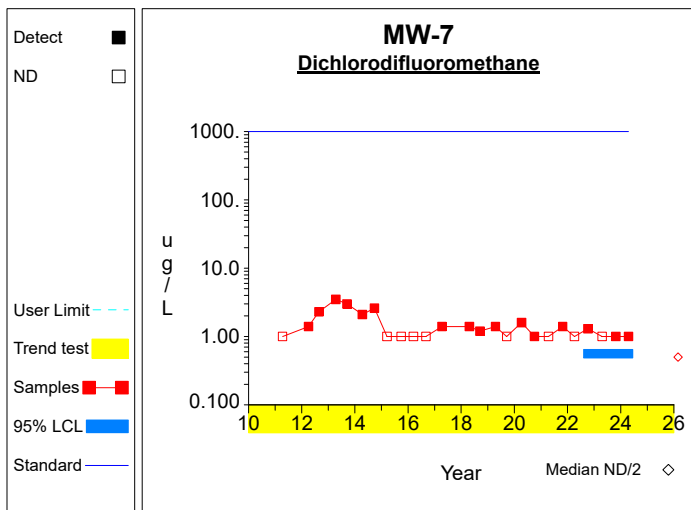 Detect
ND
User Limit
Trend test
Samples
95% LCL
Standard
MW-7
Dichlorodifluoromethane
ug/L
1000.
100.
10.0
1.00
0.100
10 12 14 16 18 20 22 24 26
Year
Median ND/2